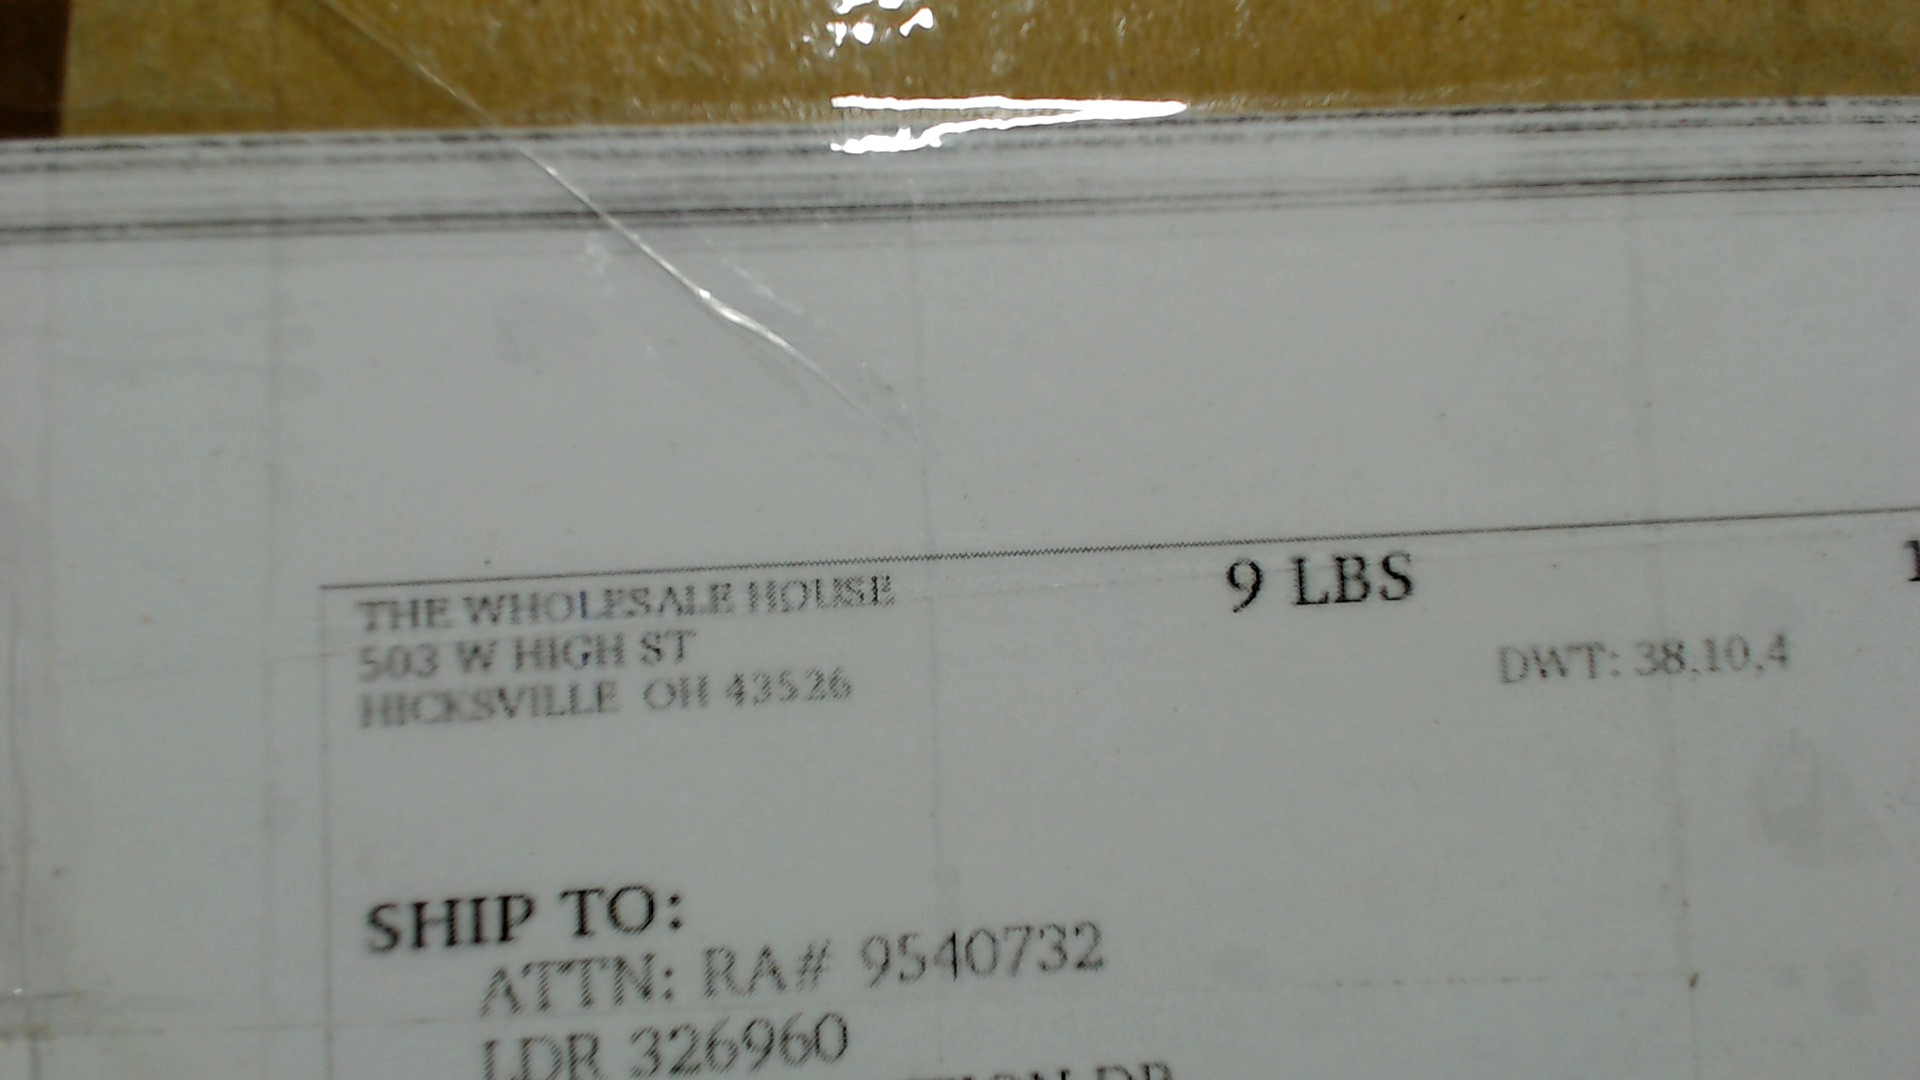 THE WHOLESALE HOUSE
503 W HIGH ST
HICKSVILLE OH 43526
9 LBS
DWT: 38,10,4
SHIP TO:
ATTN: RA# 9540732
LDR 326960
DR